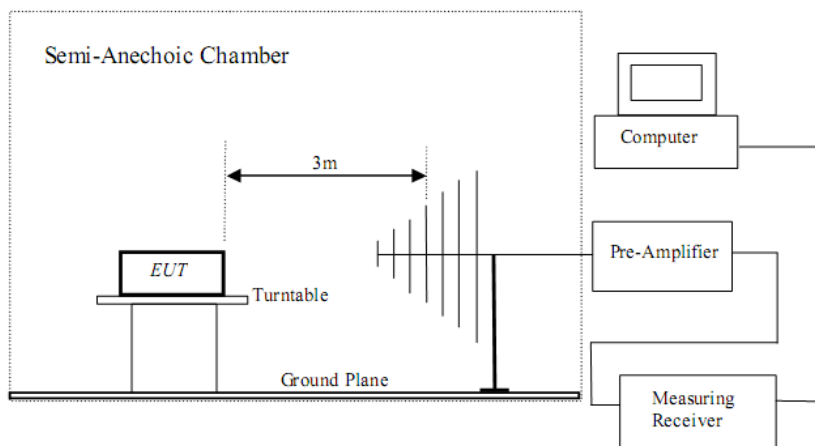 Semi-Anechoic Chamber
Computer
3m
Pre-Amplifier
EUT
Turntable
Ground Plane
Measuring
Receiver